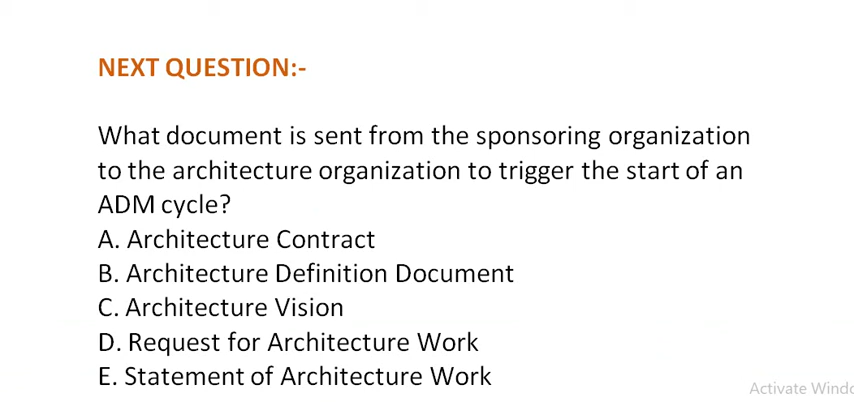 NEXT QUESTION:-
What document is sent from the sponsoring organization
to the architecture organization to trigger the start of an
ADM cycle?
A. Architecture Contract
B. Architecture Definition Document
C. Architecture Vision
D. Request for Architecture Work
E. Statement of Architecture Work
Activate